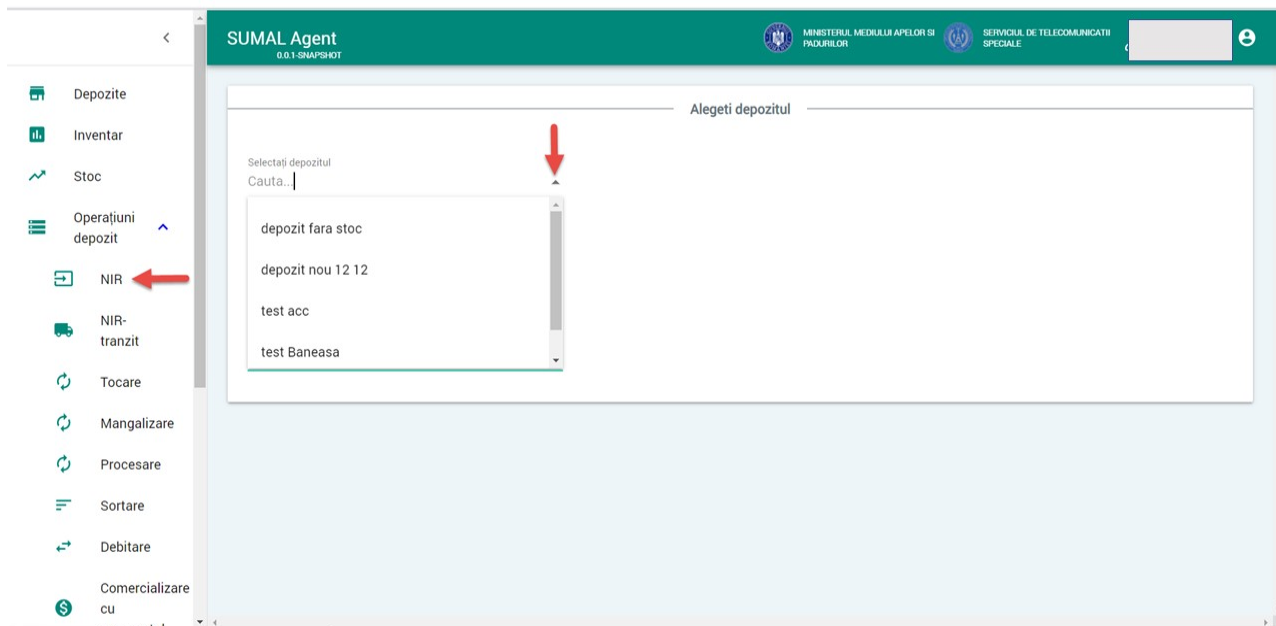 SUMAL Agent
0.0.1-SNAPSHOT
MINISTERUL MEDIULUI APELOR SI
PADURILOR
SERVICIUL DE TELECOMUNICATII
SPECIALE
Depozite
Inventar
Stoc
Operațiuni
depozit
NIR
NIR-
tranzit
Tocare
Mangalizare
Procesare
Sortare
Debitare
Comercializare
cu
Alegeti depozitul
Selectați depozitul
Cauta...
depozit fara stoc
depozit nou 12 12
test acc
test Baneasa